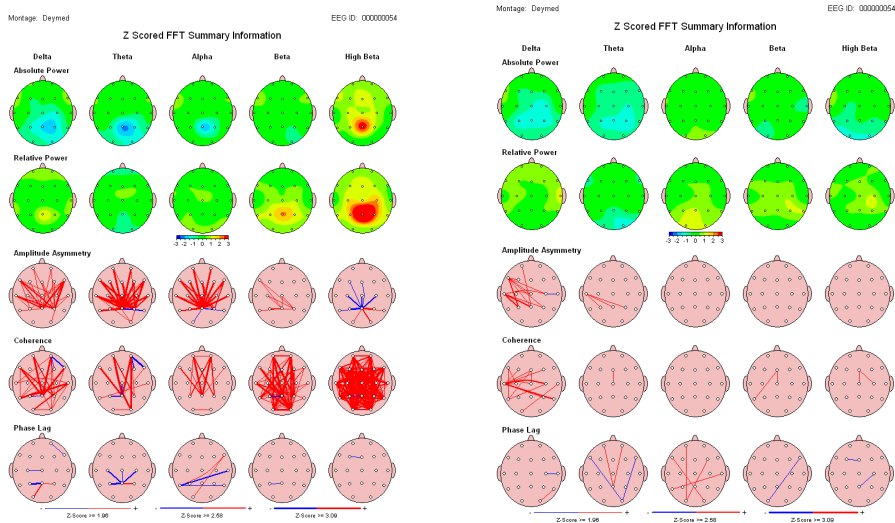 Montage: Deymed EEG ID: 000000054
Z Scored FFT Summary Information
Delta Theta Alpha Beta High Beta
Absolute Power
Relative Power
-3 -2 -1 0 1 2 3
Amplitude Asymmetry
Coherence
Phase Lag
- + - + - +
Z-Score >= 1.96 Z-Score >= 2.58 Z-Score >= 3.09
Montage: Deymed EEG ID: 000000054
Z Scored FFT Summary Information
Delta Theta Alpha Beta High Beta
Absolute Power
Relative Power
-3 -2 -1 0 1 2 3
Amplitude Asymmetry
Coherence
Phase Lag
- + - + - +
Z-Score >= 1.96 Z-Score >= 2.58 Z-Score >= 3.09